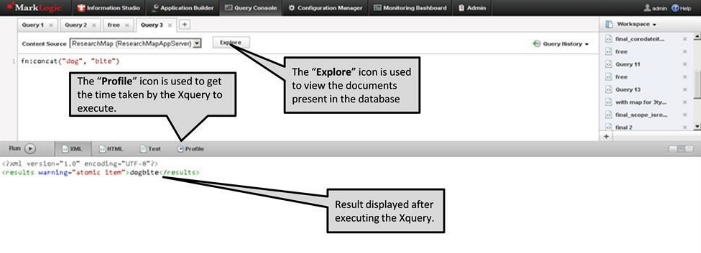 MarkLogic Information Studio Application Builder Query Console Configuration Manager Monitoring Dashboard Admin admin Help
Query 1 × Query 2 × free × Query 3 × +
Workspace
Content Source ResearchMap (ResearchMapAppServer) Explore Query History
1 fn:concat("dog", "bite")
final_coredateit... ×
free ×
Query 11 ×
free ×
Query 13 ×
with map for 3ty... ×
final_scope_isre... ×
final 2 ×
+
The "Profile" icon is used to get
the time taken by the Xquery to
execute.
The "Explore" icon is used
to view the documents
present in the database
Run XML HTML Text Profile
<?xml version="1.0" encoding="UTF-8"?>
<results warning="atomic item">dogbite</results>
Result displayed after
executing the Xquery.